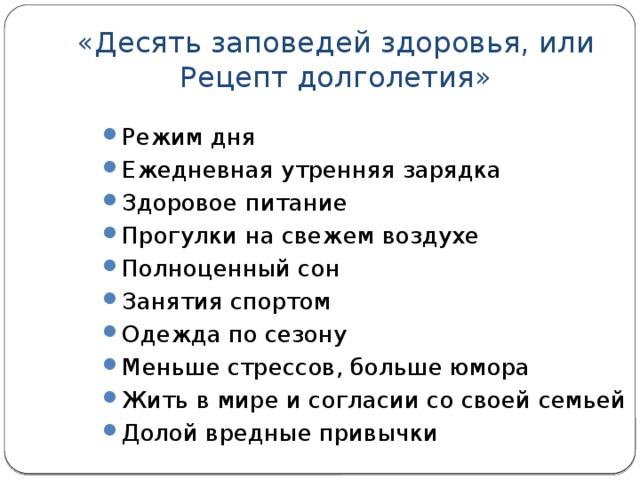 «Десять заповедей здоровья, или
Рецепт долголетия»
Режим дня
Ежедневная утренняя зарядка
Здоровое питание
Прогулки на свежем воздухе
Полноценный сон
Занятия спортом
Одежда по сезону
Меньше стрессов, больше юмора
Жить в мире и согласии со своей семьей
Долой вредные привычки